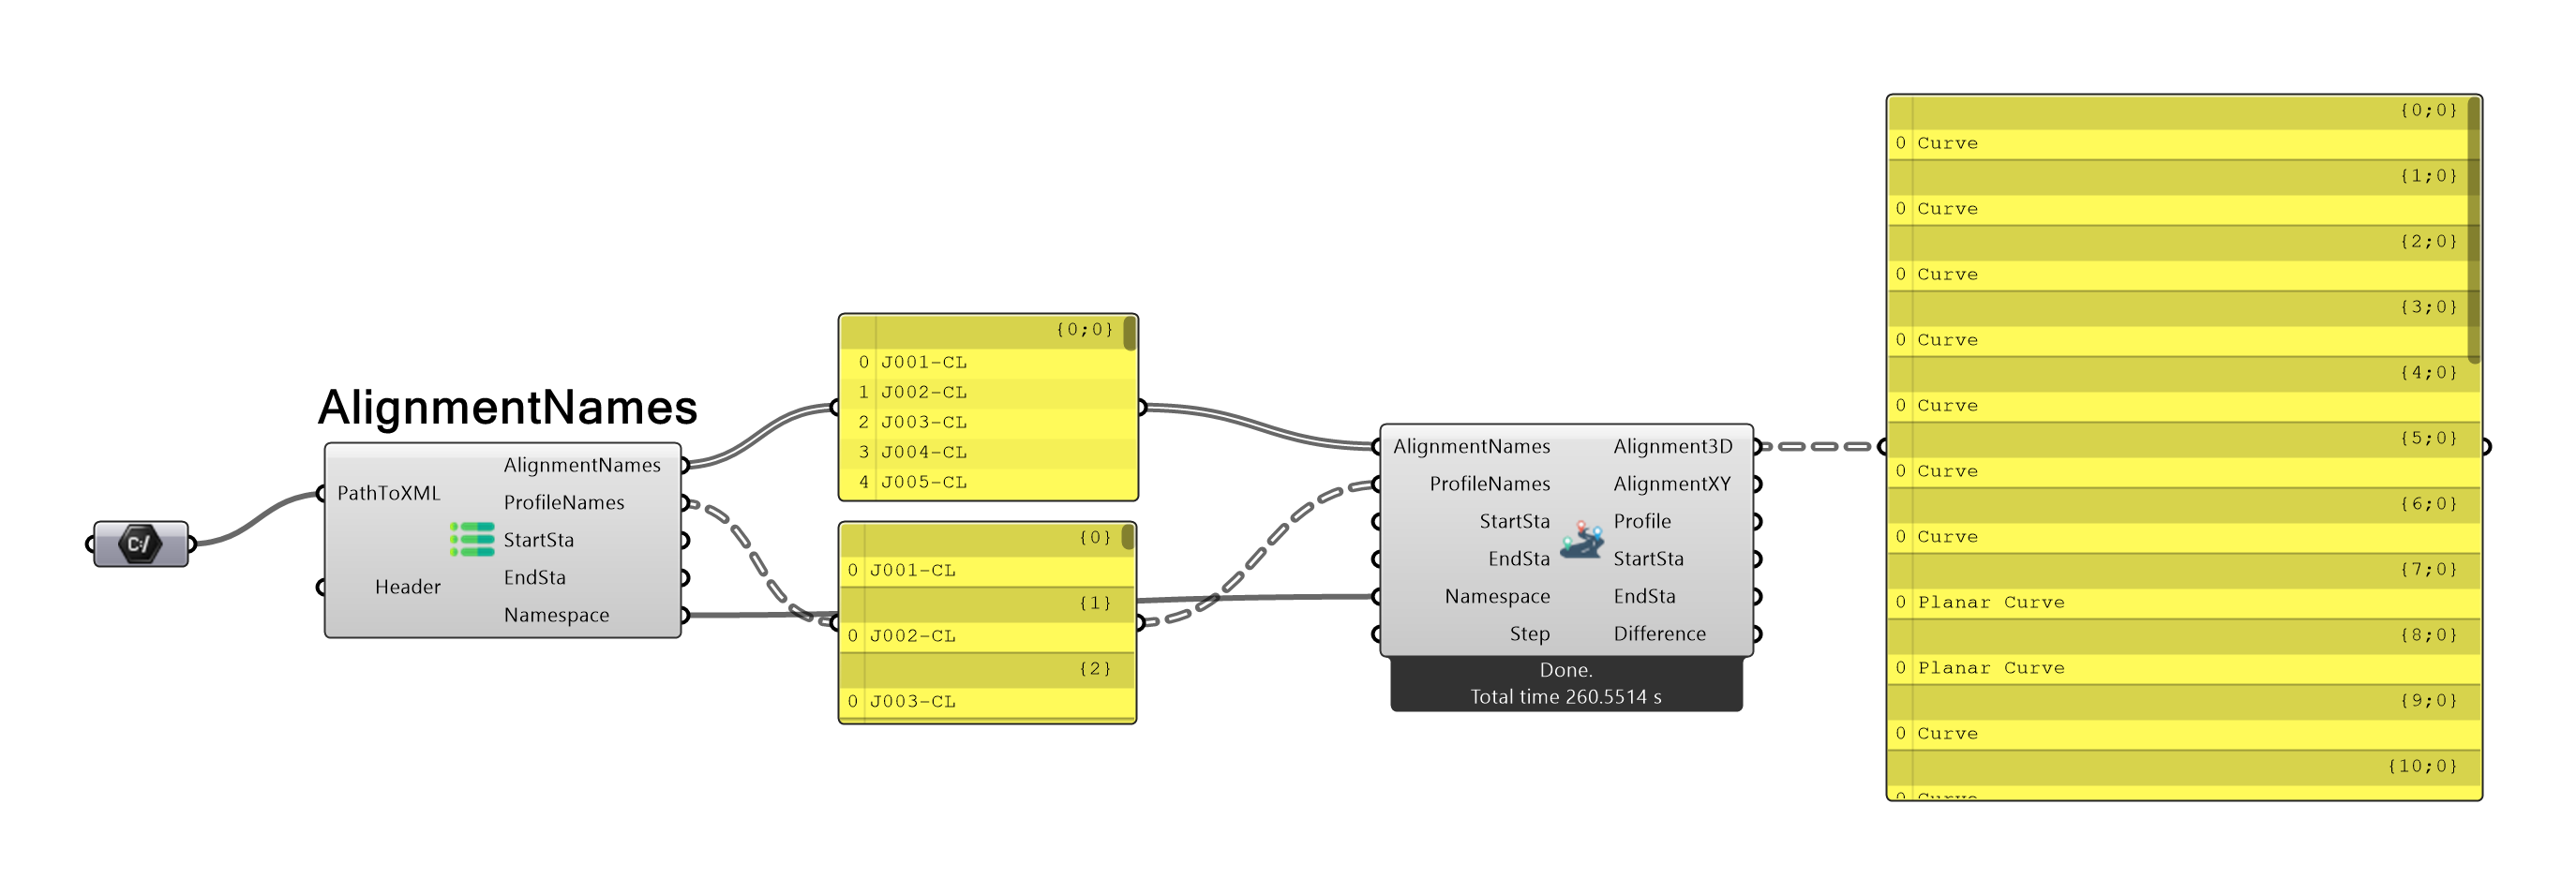 AlignmentNames
C:/
PathToXML
Header
AlignmentNames
ProfileNames
StartSta
EndSta
Namespace
{0;0}
0 J001-CL
1 J002-CL
2 J003-CL
3 J004-CL
4 J005-CL
{0}
0 J001-CL
{1}
0 J002-CL
{2}
0 J003-CL
AlignmentNames
ProfileNames
StartSta
EndSta
Namespace
Step
Alignment3D
AlignmentXY
Profile
StartSta
EndSta
Difference
Done.
Total time 260.5514 s
{0;0}
0 Curve
{1;0}
0 Curve
{2;0}
0 Curve
{3;0}
0 Curve
{4;0}
0 Curve
{5;0}
0 Curve
{6;0}
0 Curve
{7;0}
0 Planar Curve
{8;0}
0 Planar Curve
{9;0}
0 Curve
{10;0}
0 Curve